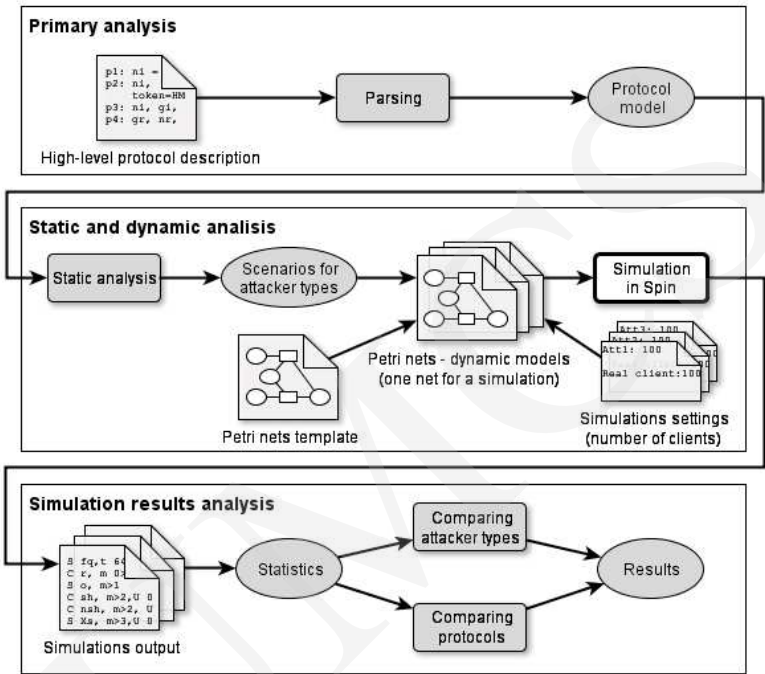 Primary analysis
p1: ni =
p2: ni,
token=HM
p3: ni, gi,
p4: gr, nr,
High-level protocol description
Parsing
Protocol
model
Static and dynamic analisis
Static analysis
Scenarios for
attacker types
Petri nets template
Petri nets - dynamic models
(one net for a simulation)
Simulation
in Spin
Att3: 100
Att1: 100
Real client:100
Simulations settings
(number of clients)
Simulation results analysis
S fq,t 64
C r, m 0>
S o, m>1
C sh, m>2,U 0
C nsh, m>2, U
S Xs, m>3,U 0
Simulations output
Statistics
Comparing
attacker types
Comparing
protocols
Results